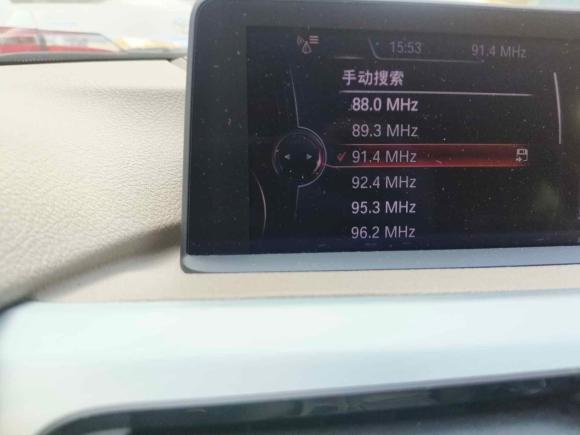 15:53 91.4 MHz
手动搜索
88.0 MHz
89.3 MHz
91.4 MHz
92.4 MHz
95.3 MHz
96.2 MHz